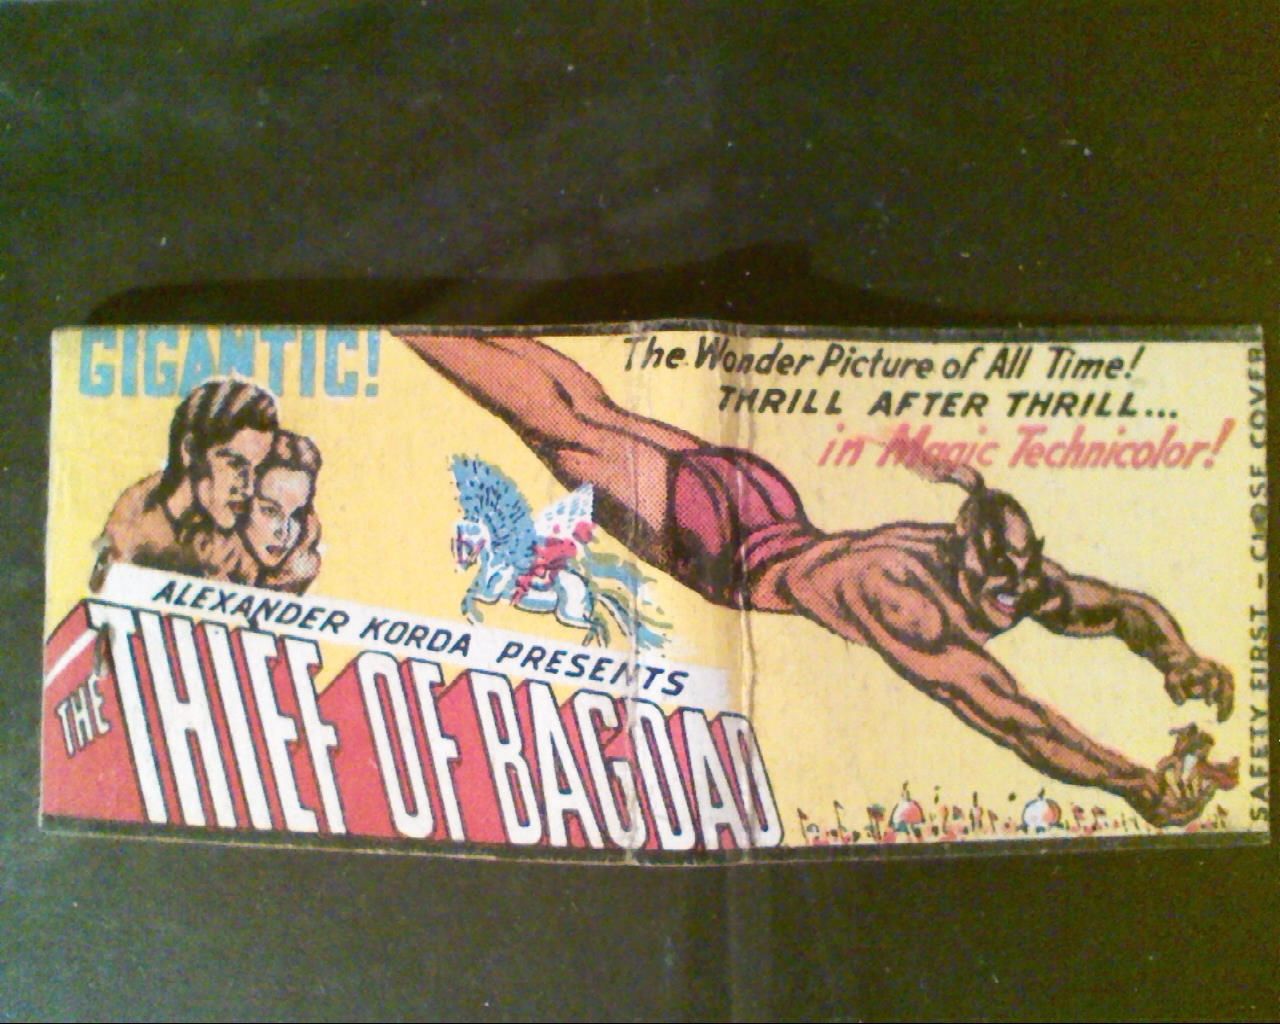 GIGANTIC!
The Wonder Picture of All Time!
THRILL AFTER THRILL...
in Magic Technicolor!
ALEXANDER KORDA PRESENTS
THE THIEF OF BAGDAD
SAFETY FIRST - CLOSE COVER